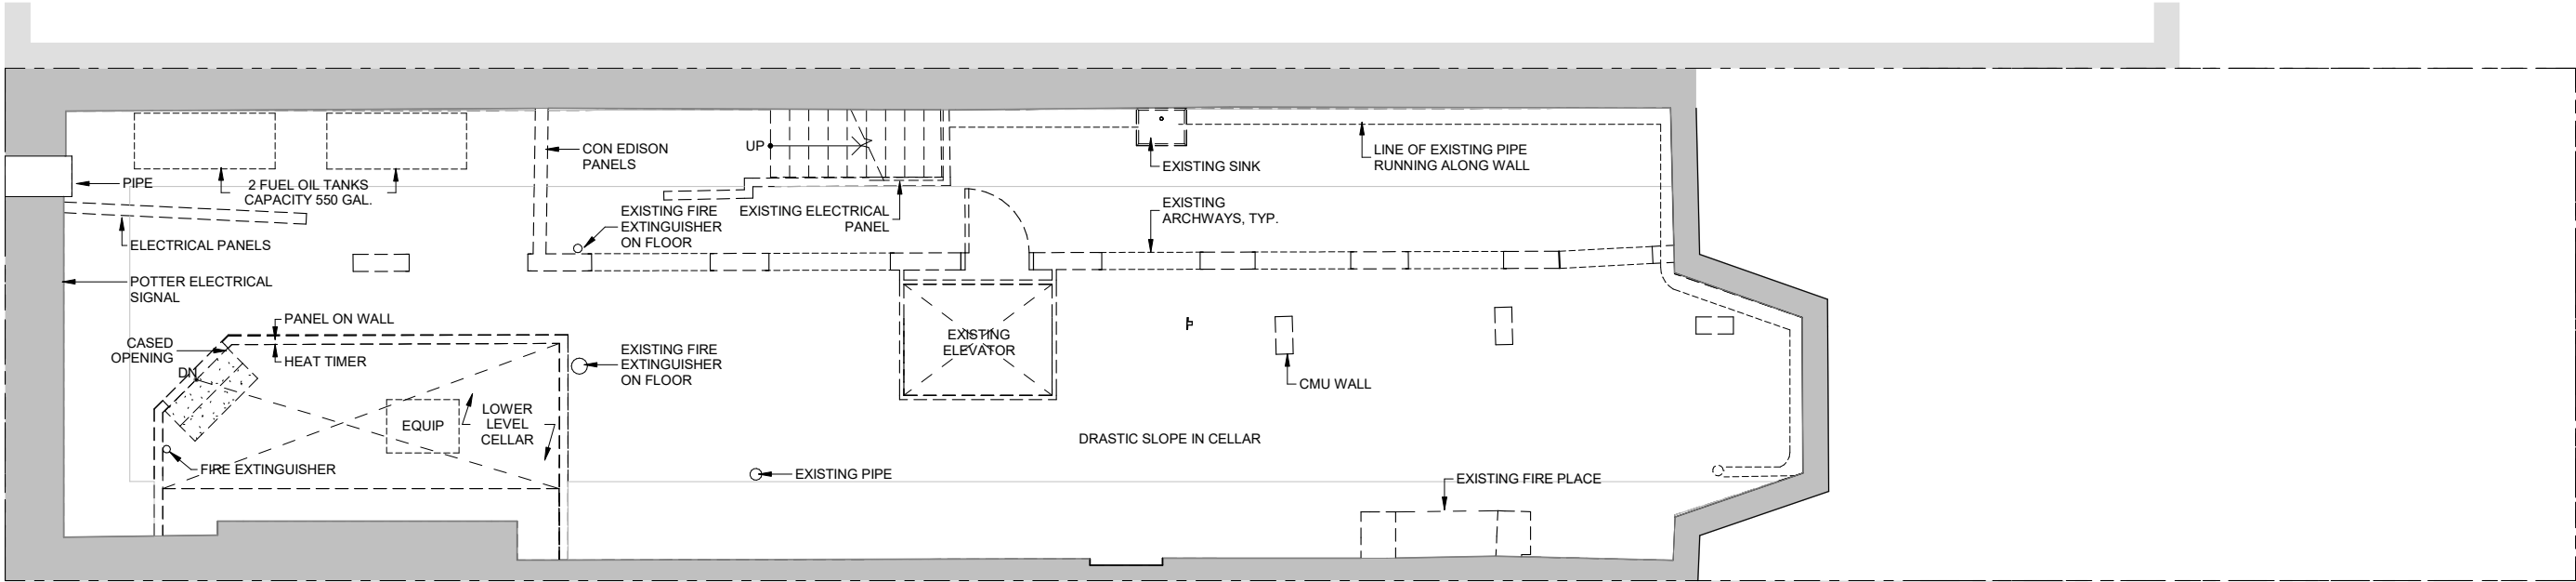 UP
CON EDISON
PANELS
EXISTING SINK
LINE OF EXISTING PIPE
RUNNING ALONG WALL
PIPE
2 FUEL OIL TANKS
CAPACITY 550 GAL.
EXISTING FIRE
EXTINGUISHER
ON FLOOR
EXISTING ELECTRICAL
PANEL
EXISTING
ARCHWAYS, TYP.
ELECTRICAL PANELS
POTTER ELECTRICAL
SIGNAL
PANEL ON WALL
CASED
OPENING
HEAT TIMER
DN
EXISTING FIRE
EXTINGUISHER
ON FLOOR
EXISTING
ELEVATOR
CMU WALL
EQUIP
LOWER
LEVEL
CELLAR
DRASTIC SLOPE IN CELLAR
FIRE EXTINGUISHER
EXISTING PIPE
EXISTING FIRE PLACE